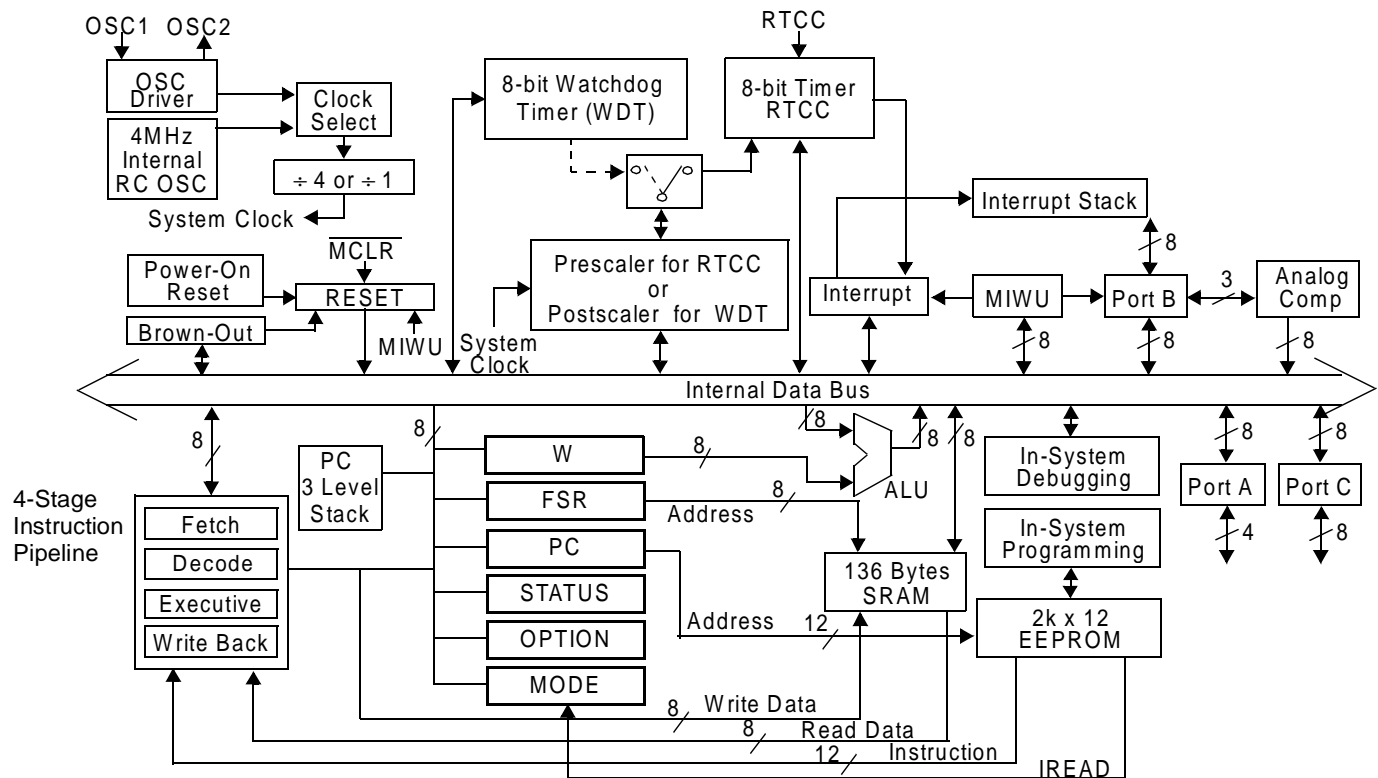 OSC1 OSC2
OSC
Driver
4MHz
Internal
RC OSC
Clock
Select
÷ 4 or ÷ 1
System Clock
MCLR
Power-On
Reset
RESET
Brown-Out
MIWU
8-bit Watchdog
Timer (WDT)
RTCC
8-bit Timer
RTCC
Prescaler for RTCC
or
Postscaler for WDT
System
Clock
Interrupt Stack
Interrupt
MIWU
8
Port B
8
8
3
Analog
Comp
8
Internal Data Bus
8
4-Stage
Instruction
Pipeline
Fetch
Decode
Executive
Write Back
PC
3 Level
Stack
8
W
FSR
PC
STATUS
OPTION
MODE
8
8
Address
8
ALU
8
8
136 Bytes
SRAM
In-System
Debugging
In-System
Programming
2k x 12
EEPROM
Address 12
8
Port A
4
8
Port C
8
8 Write Data
8 Read Data
12 Instruction
IREAD